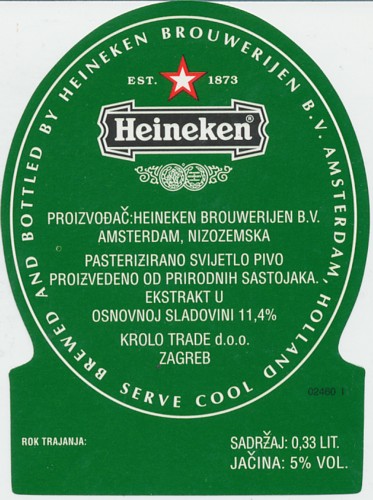 BREWED AND BOTTLED BY HEINEKEN BROUWERIJEN B.V. AMSTERDAM, HOLLAND
EST. 1873
Heineken®
PROIZVOĐAČ:HEINEKEN BROUWERIJEN B.V.
AMSTERDAM, NIZOZEMSKA
PASTERIZIRANO SVIJETLO PIVO
PROIZVEDENO OD PRIRODNIH SASTOJAKA.
EKSTRAKT U
OSNOVNOJ SLADOVINI 11,4%
KROLO TRADE d.o.o.
ZAGREB
SERVE COOL
02460 1
ROK TRAJANJA:
SADRŽAJ: 0,33 LIT.
JAČINA: 5% VOL.